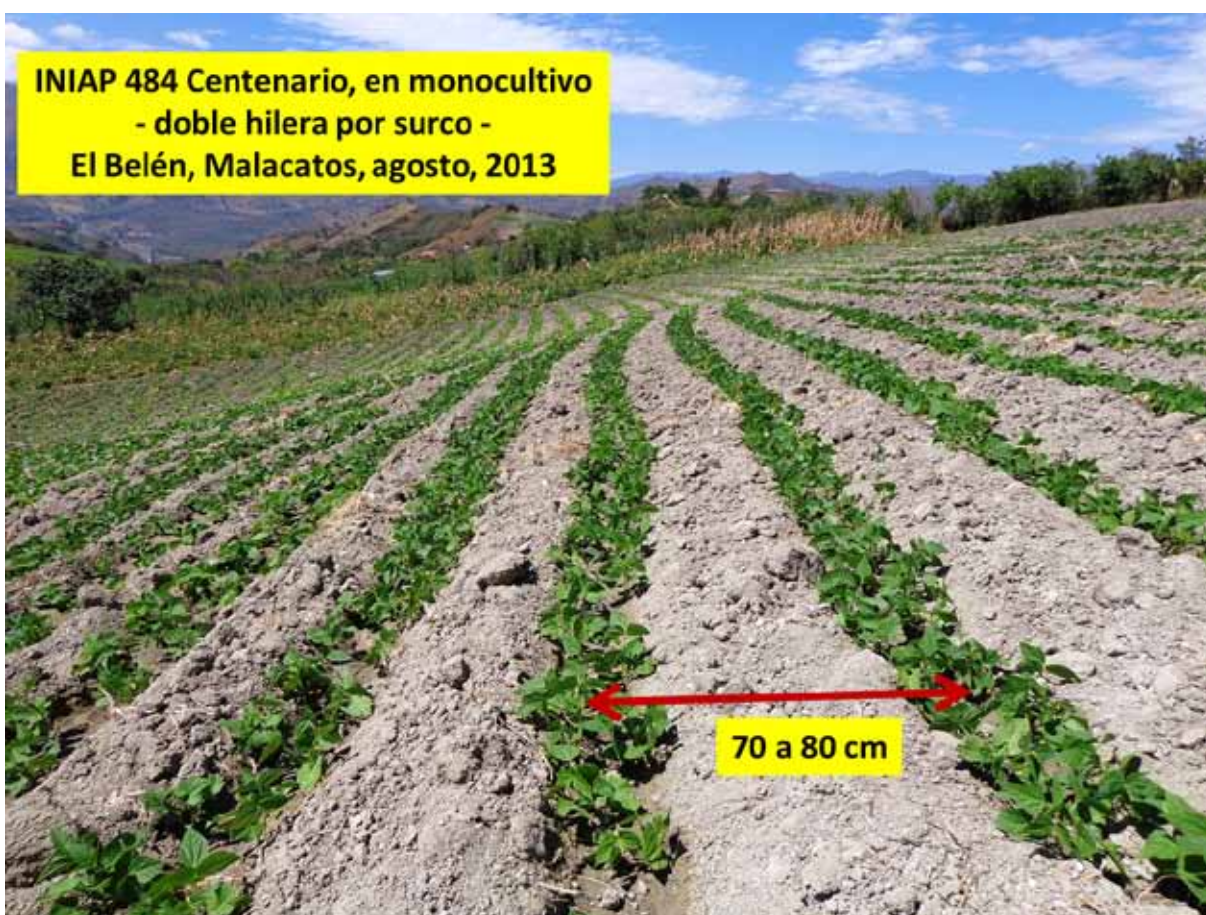 INIAP 484 Centenario, en monocultivo
- doble hilera por surco -
El Belén, Malacatos, agosto, 2013
70 a 80 cm